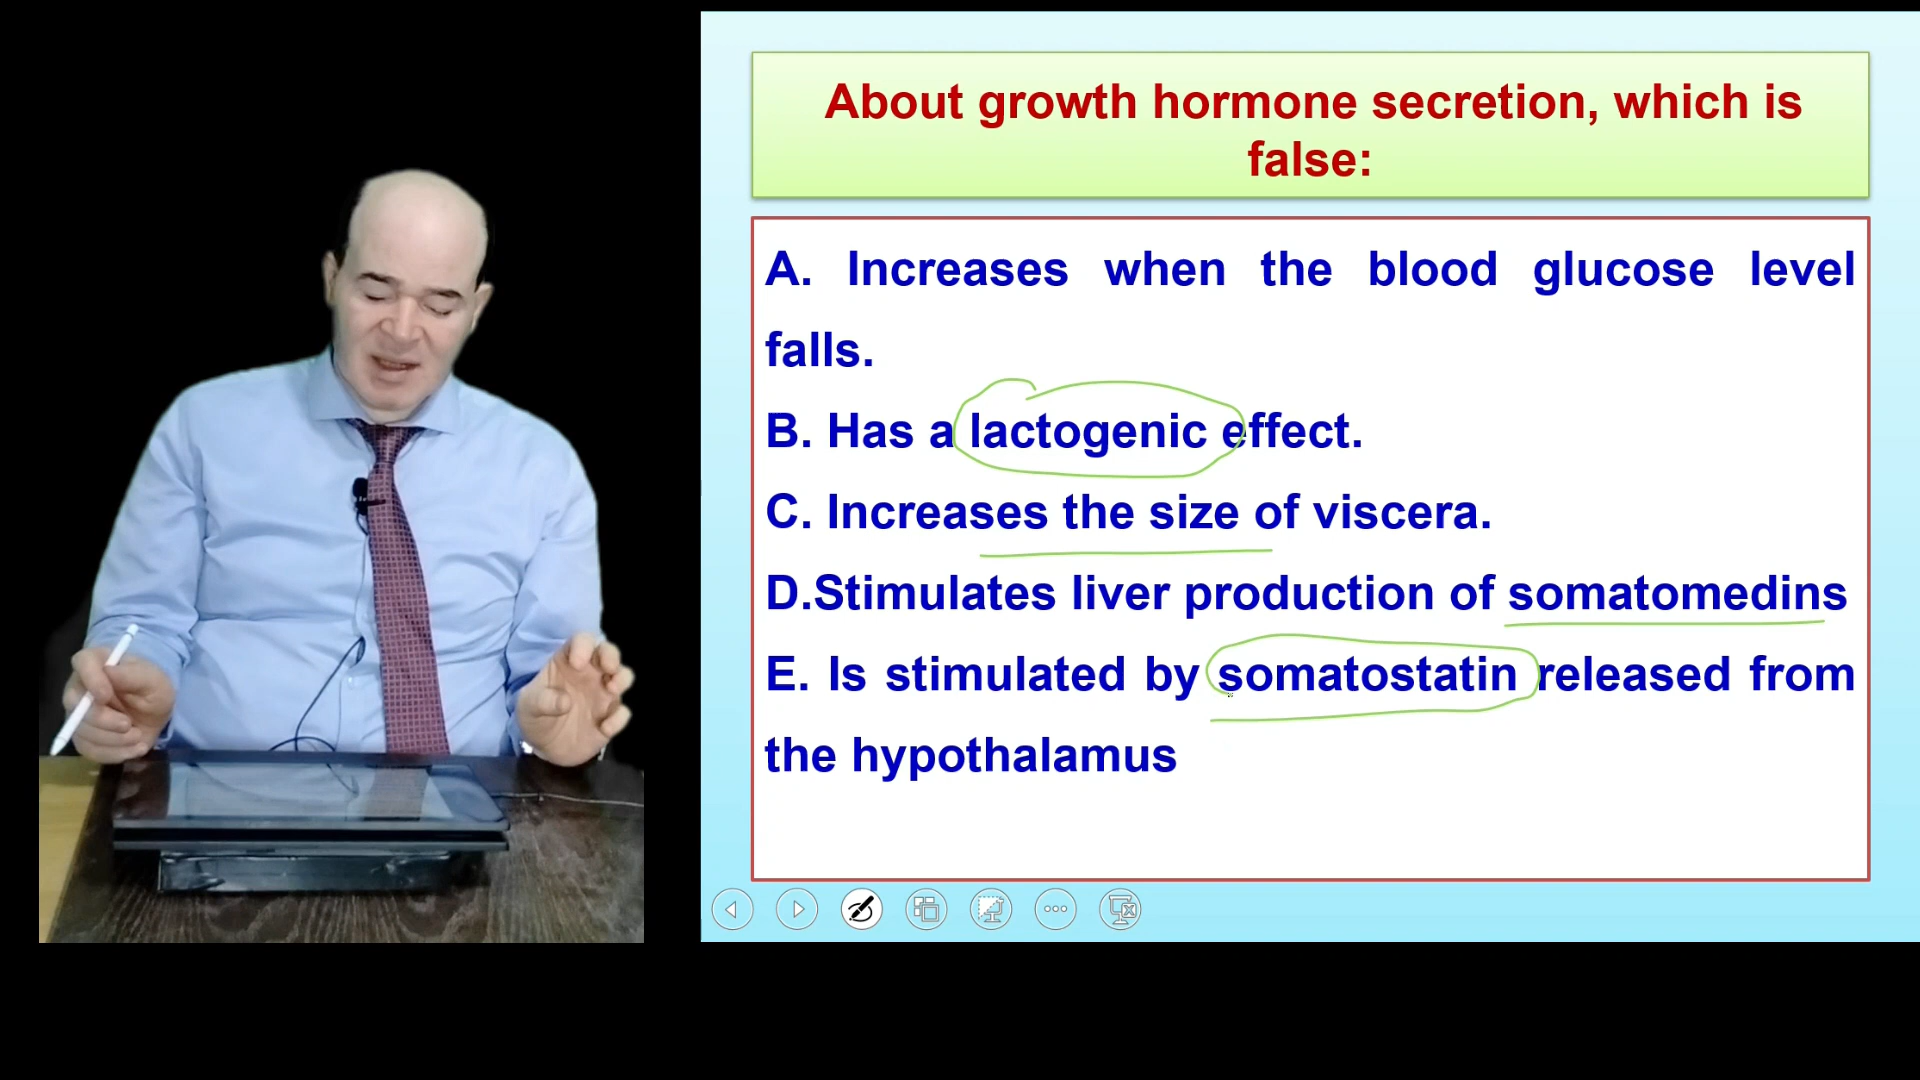 About growth hormone secretion, which is
false:
A. Increases when the blood glucose level
falls.
B. Has a lactogenic effect.
C. Increases the size of viscera.
D.Stimulates liver production of somatomedins
E. Is stimulated by somatostatin released from
the hypothalamus